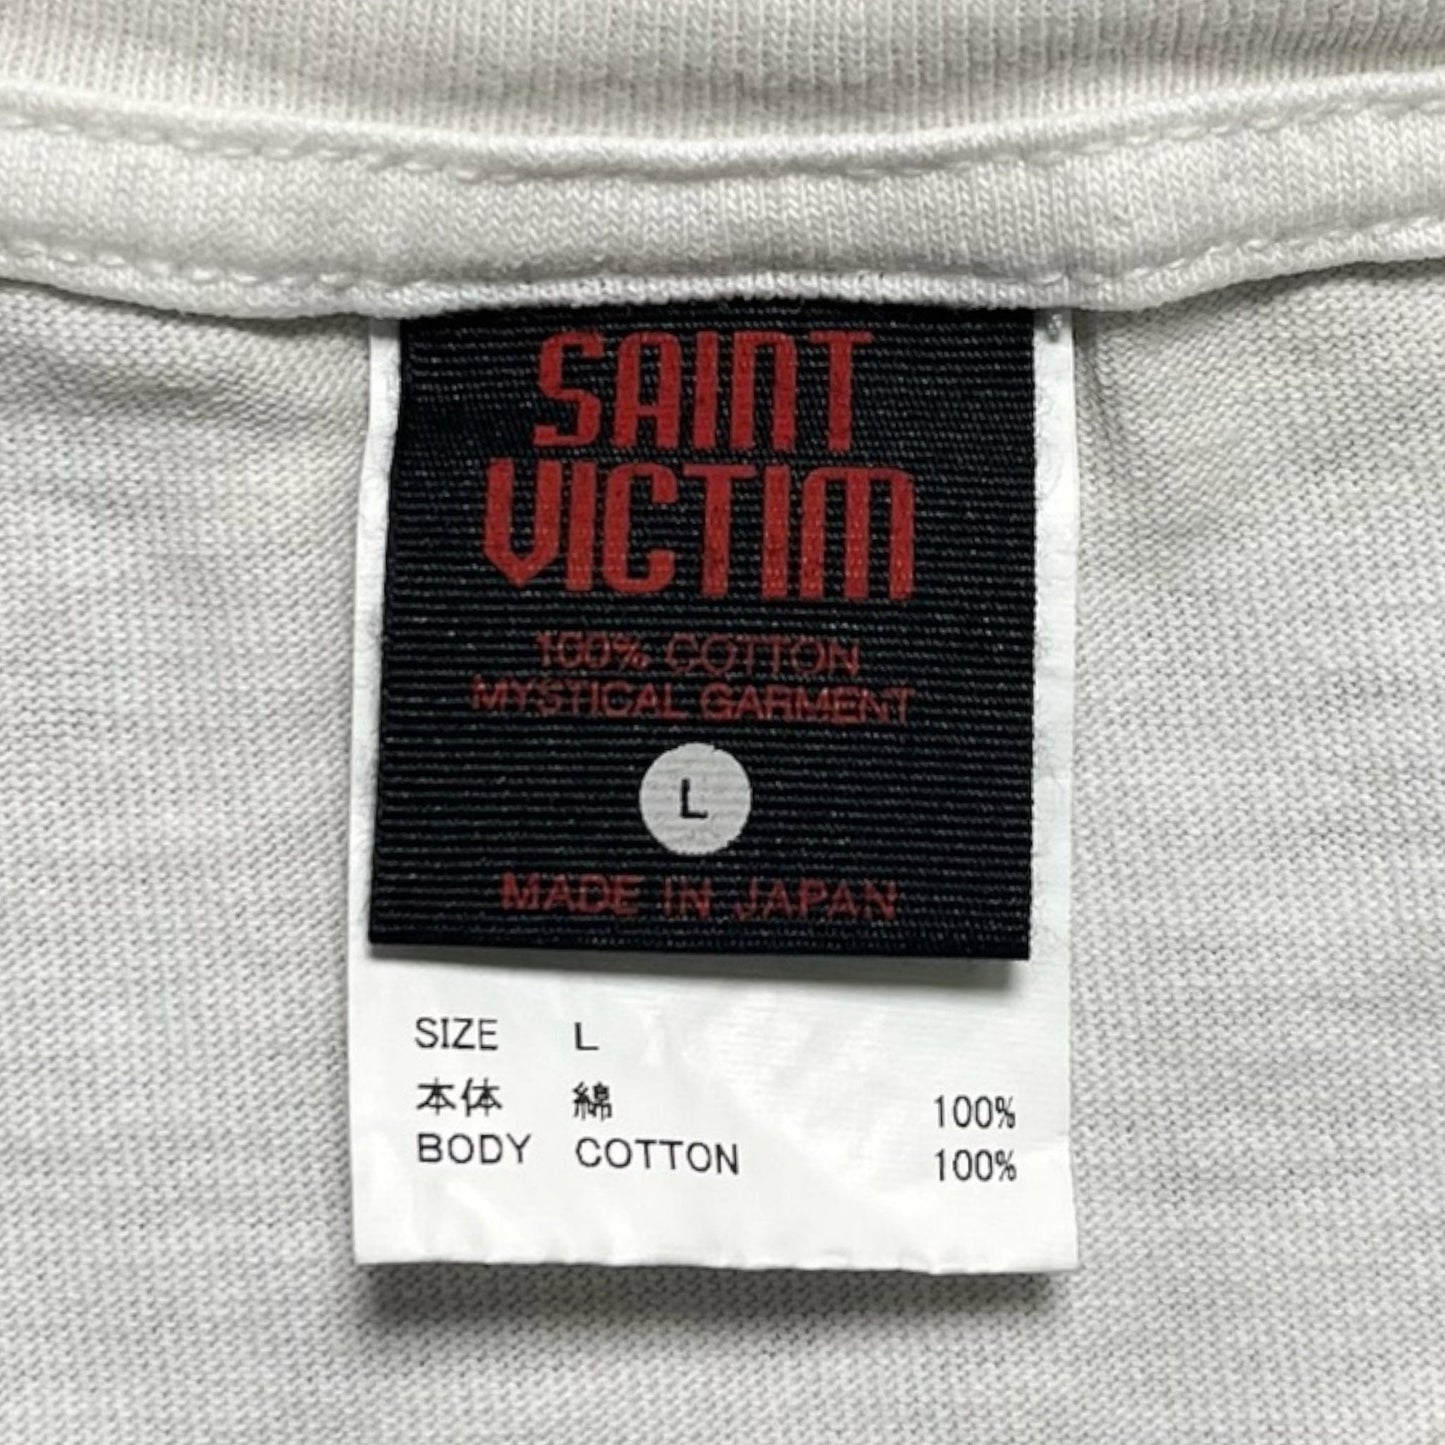 SAINT
VICTIM
100% COTTON
MYSTICAL GARMENT
L
MADE IN JAPAN
SIZE L
本体 綿 100%
BODY COTTON 100%